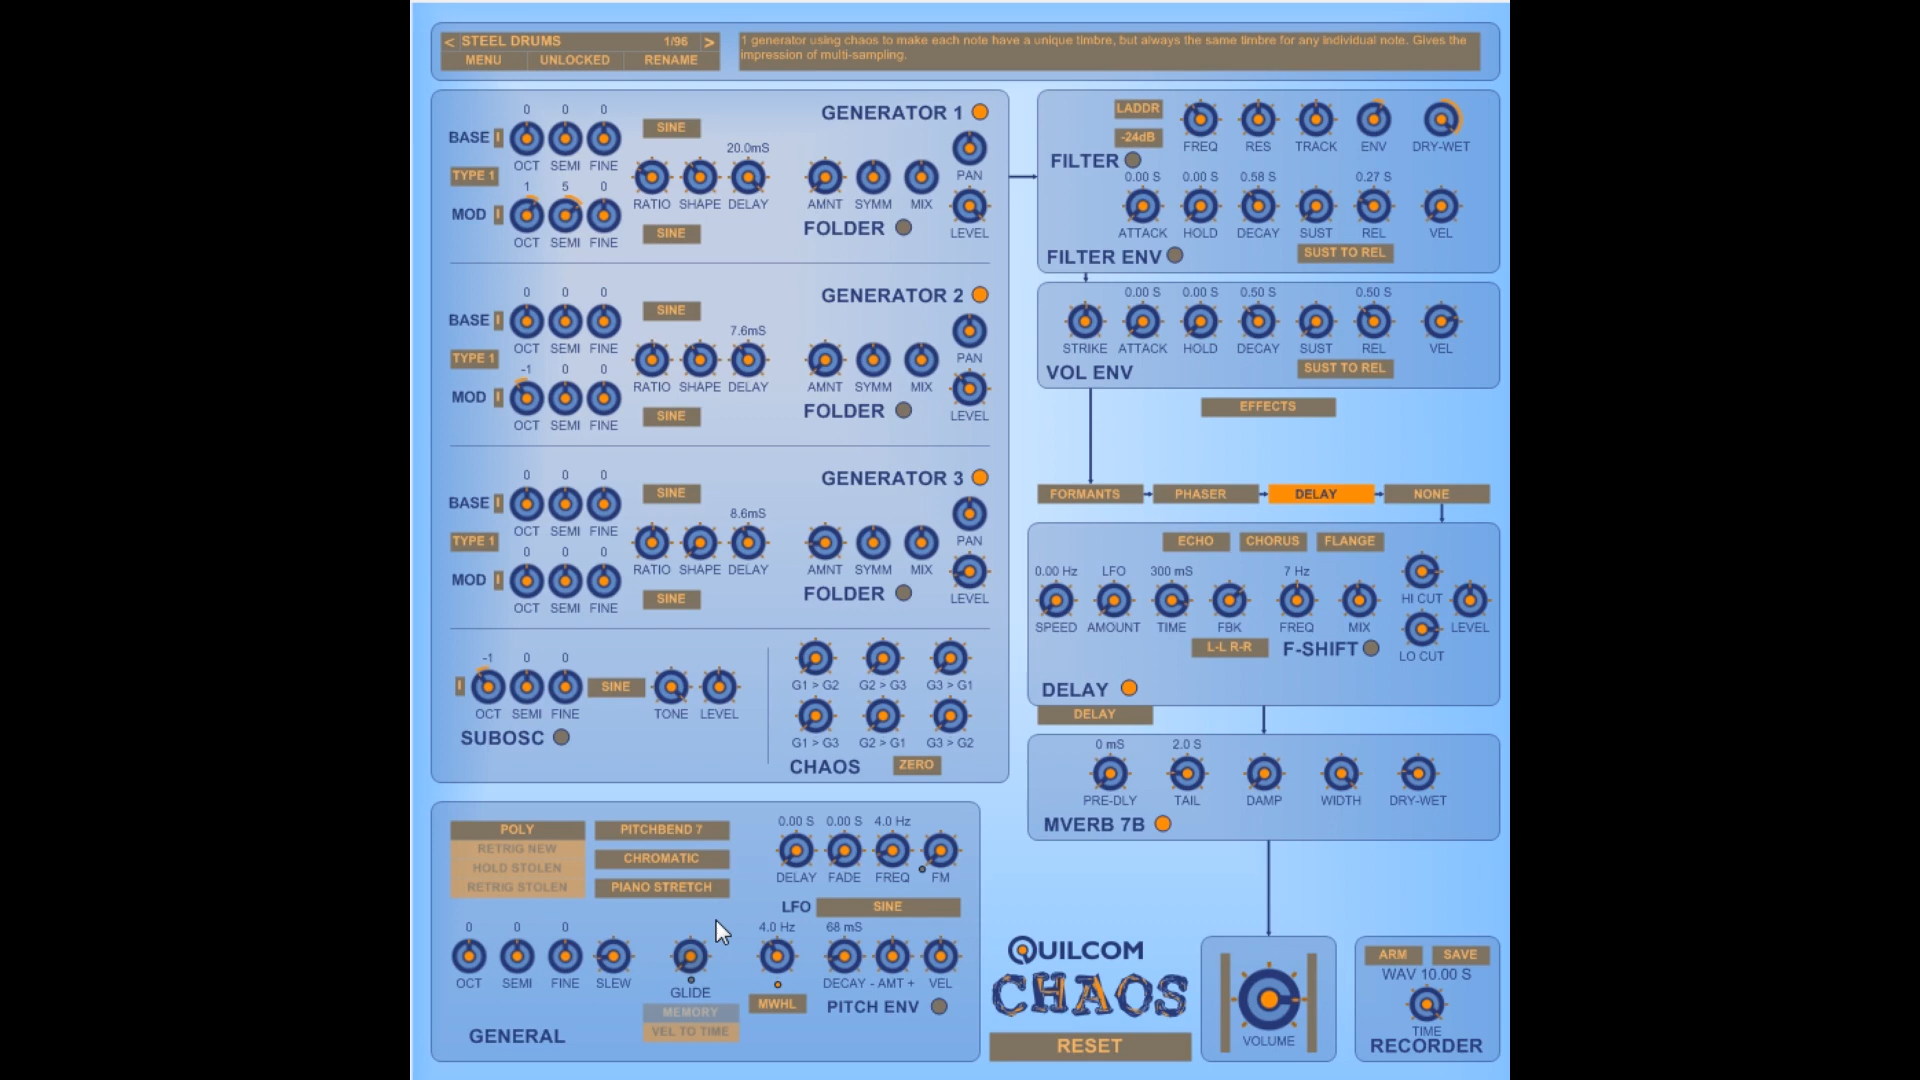 < STEEL DRUMS 1/96 >
MENU UNLOCKED RENAME
1 generator using chaos to make each note have a unique timbre, but always the same timbre for any individual note. Gives the
impression of multi-sampling.
GENERATOR 1
0 0 0
BASE I
OCT SEMI FINE
SINE
20.0mS
TYPE 1
PAN
1 5 0
RATIO SHAPE DELAY
AMNT SYMM MIX
MOD I
OCT SEMI FINE
SINE
FOLDER
LEVEL
GENERATOR 2
0 0 0
BASE I
OCT SEMI FINE
SINE
7.6mS
TYPE 1
PAN
-1 0 0
RATIO SHAPE DELAY
AMNT SYMM MIX
MOD I
OCT SEMI FINE
SINE
FOLDER
LEVEL
GENERATOR 3
0 0 0
BASE I
OCT SEMI FINE
SINE
8.6mS
TYPE 1
PAN
0 0 0
RATIO SHAPE DELAY
AMNT SYMM MIX
MOD I
OCT SEMI FINE
SINE
FOLDER
LEVEL
-1 0 0
I
SINE
OCT SEMI FINE
TONE LEVEL
SUBOSC
G1 > G2 G2 > G3 G3 > G1
G1 > G3 G2 > G1 G3 > G2
CHAOS ZERO
LADDR
-24dB
FILTER
FREQ RES TRACK ENV DRY-WET
0.00 S 0.00 S 0.58 S 0.27 S
ATTACK HOLD DECAY SUST REL VEL
FILTER ENV
SUST TO REL
0.00 S 0.00 S 0.50 S 0.50 S
STRIKE ATTACK HOLD DECAY SUST REL VEL
VOL ENV
SUST TO REL
EFFECTS
FORMANTS PHASER DELAY NONE
ECHO CHORUS FLANGE
0.00 Hz LFO 300 mS 7 Hz
SPEED AMOUNT TIME FBK FREQ MIX
HI CUT
LEVEL
L-L R-R
F-SHIFT
LO CUT
DELAY
DELAY
0 mS 2.0 S
PRE-DLY TAIL DAMP WIDTH DRY-WET
MVERB 7B
POLY
RETRIG NEW
HOLD STOLEN
RETRIG STOLEN
PITCHBEND 7
CHROMATIC
PIANO STRETCH
0.00 S 0.00 S 4.0 Hz
DELAY FADE FREQ FM
LFO SINE
0 0 0
OCT SEMI FINE SLEW
GLIDE
MEMORY
VEL TO TIME
4.0 Hz
MWHL
68 mS
DECAY - AMT + VEL
PITCH ENV
GENERAL
QUILCOM
CHAOS
RESET
VOLUME
ARM SAVE
WAV 10.00 S
TIME
RECORDER